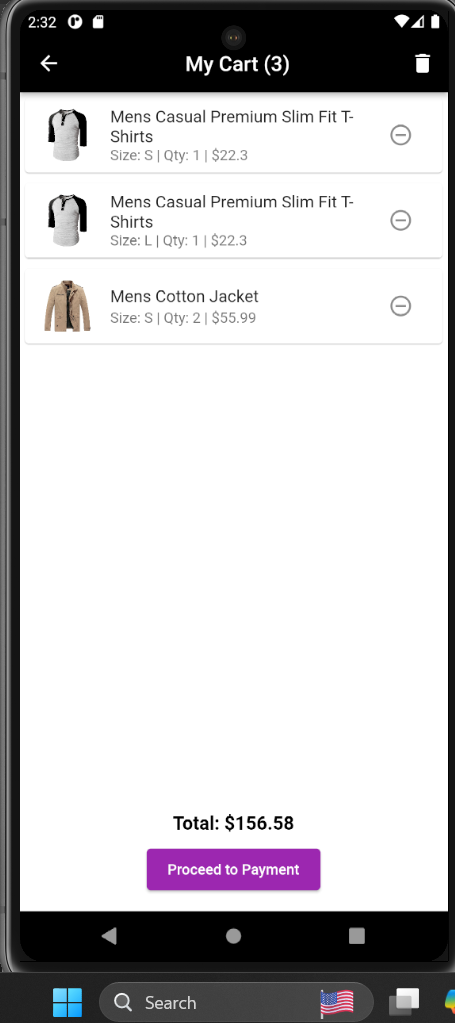 2:32
My Cart (3)
Mens Casual Premium Slim Fit T-
Shirts
Size: S | Qty: 1 | $22.3
Mens Casual Premium Slim Fit T-
Shirts
Size: L | Qty: 1 | $22.3
Mens Cotton Jacket
Size: S | Qty: 2 | $55.99
Total: $156.58
Proceed to Payment
Search